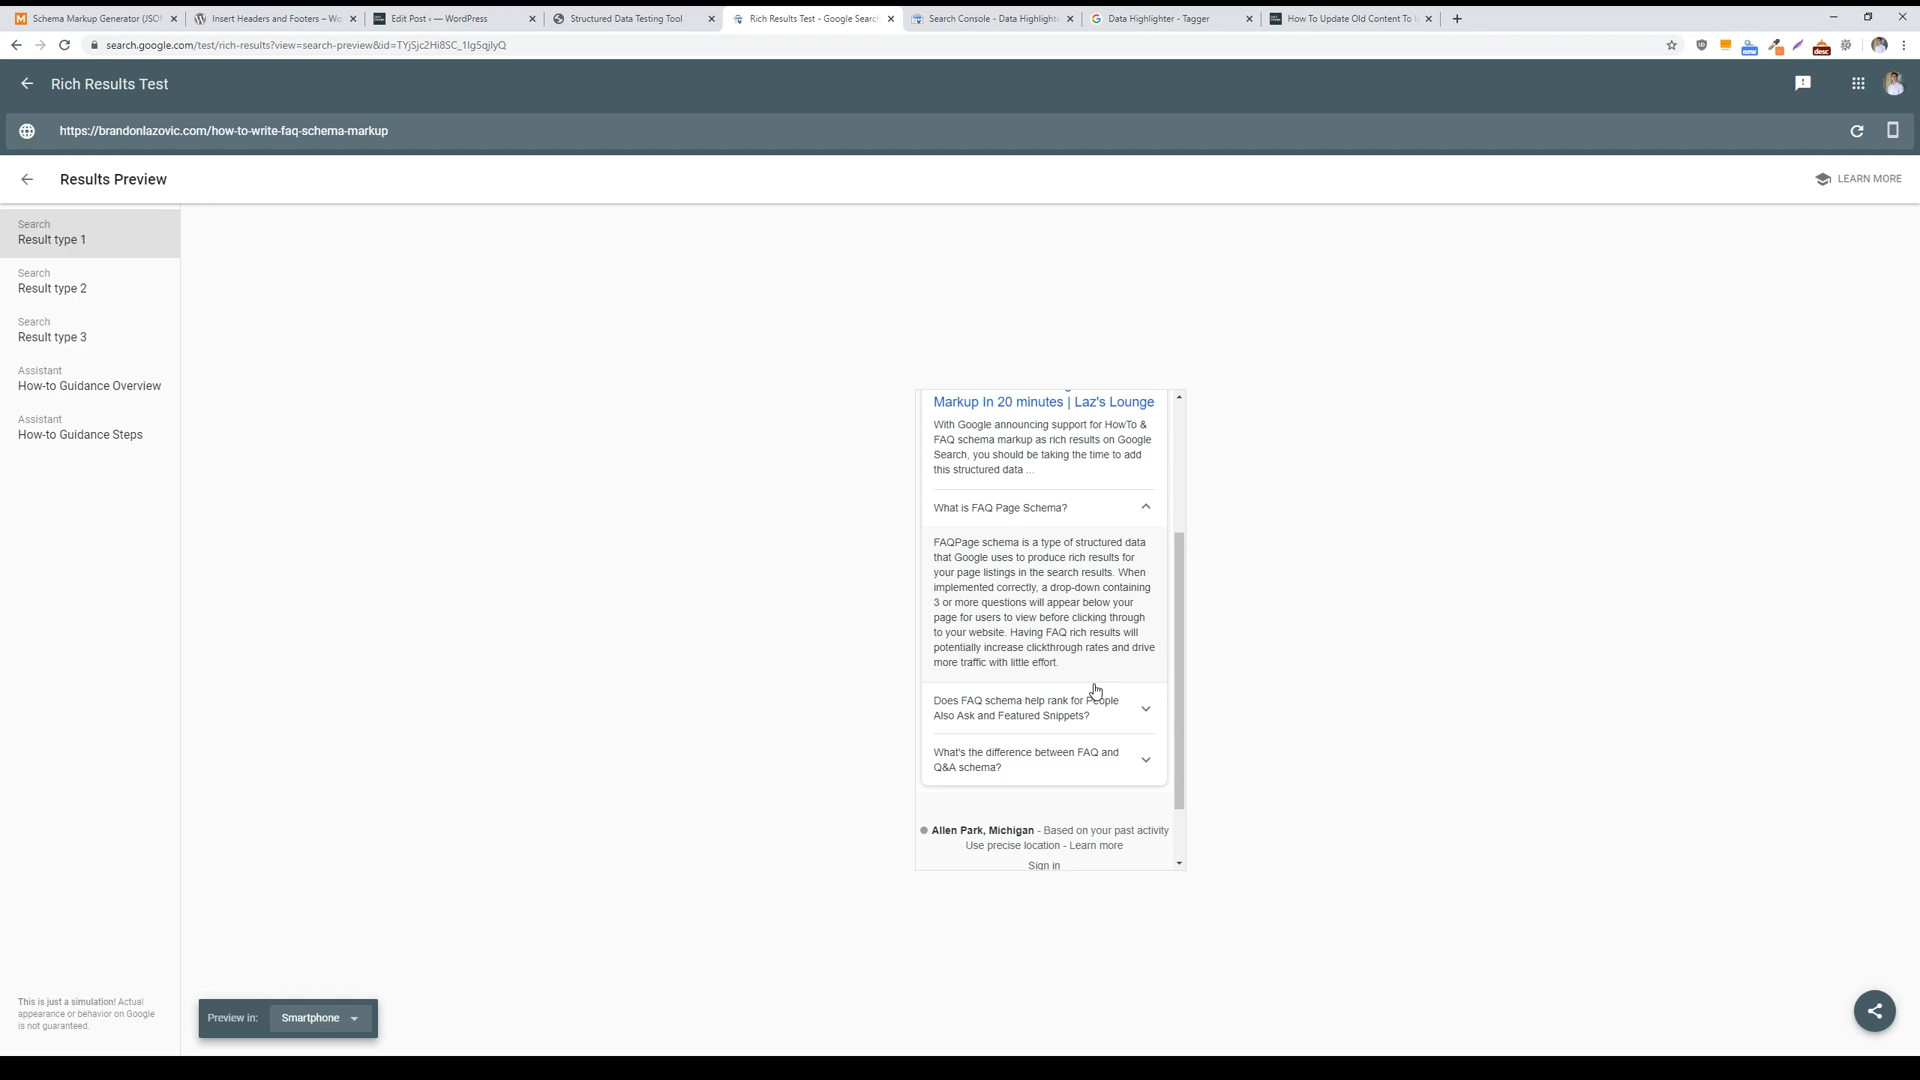 Schema Markup Generator (JSON
Insert Headers and Footers – Wo
Edit Post ‹ — WordPress
Structured Data Testing Tool
Rich Results Test - Google Search
Search Console - Data Highlighte
Data Highlighter - Tagger
How To Update Old Content To I
search.google.com/test/rich-results?view=search-preview&id=TYjSjc2Hi8SC_1Ig5qjIyQ
new
desc
Rich Results Test
https://brandonlazovic.com/how-to-write-faq-schema-markup
Results Preview
LEARN MORE
Search
Result type 1
Search
Result type 2
Search
Result type 3
Assistant
How-to Guidance Overview
Assistant
How-to Guidance Steps
Markup In 20 minutes | Laz's Lounge
With Google announcing support for HowTo &
FAQ schema markup as rich results on Google
Search, you should be taking the time to add
this structured data ...
What is FAQ Page Schema?
FAQPage schema is a type of structured data
that Google uses to produce rich results for
your page listings in the search results. When
implemented correctly, a drop-down containing
3 or more questions will appear below your
page for users to view before clicking through
to your website. Having FAQ rich results will
potentially increase clickthrough rates and drive
more traffic with little effort.
Does FAQ schema help rank for People
Also Ask and Featured Snippets?
What's the difference between FAQ and
Q&A schema?
Allen Park, Michigan - Based on your past activity
Use precise location - Learn more
Sign in
This is just a simulation! Actual
appearance or behavior on Google
is not guaranteed.
Preview in: Smartphone